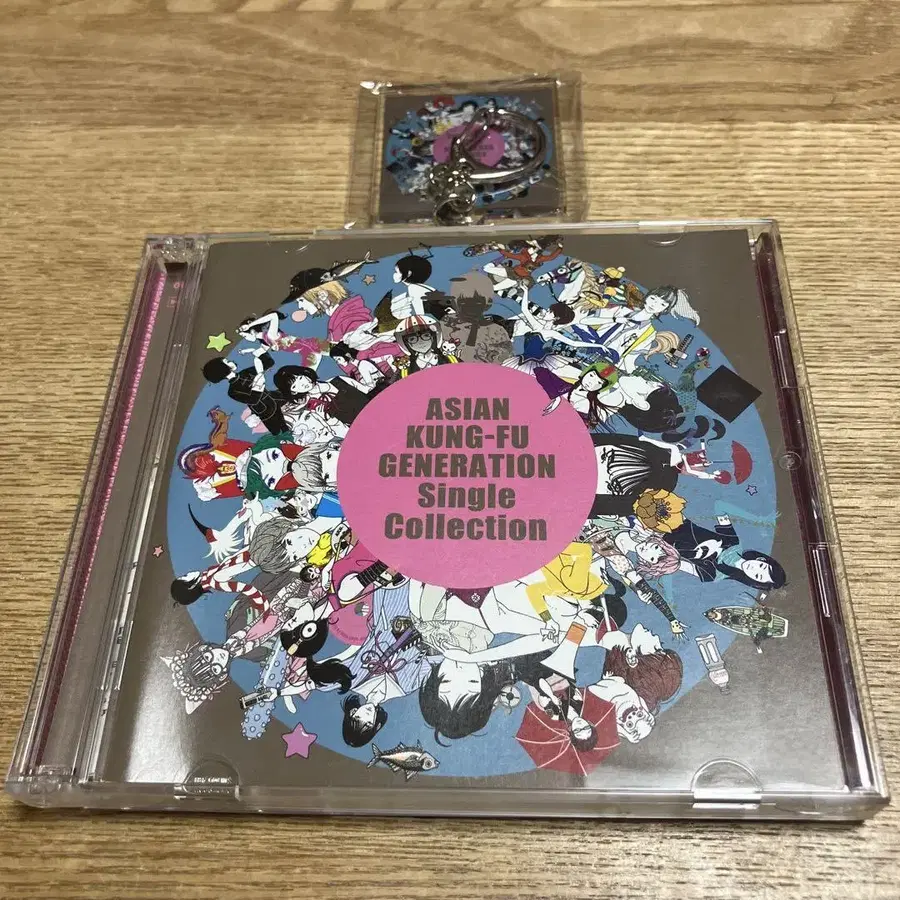 ASIAN
KUNG-FU
GENERATION
Single
Collection